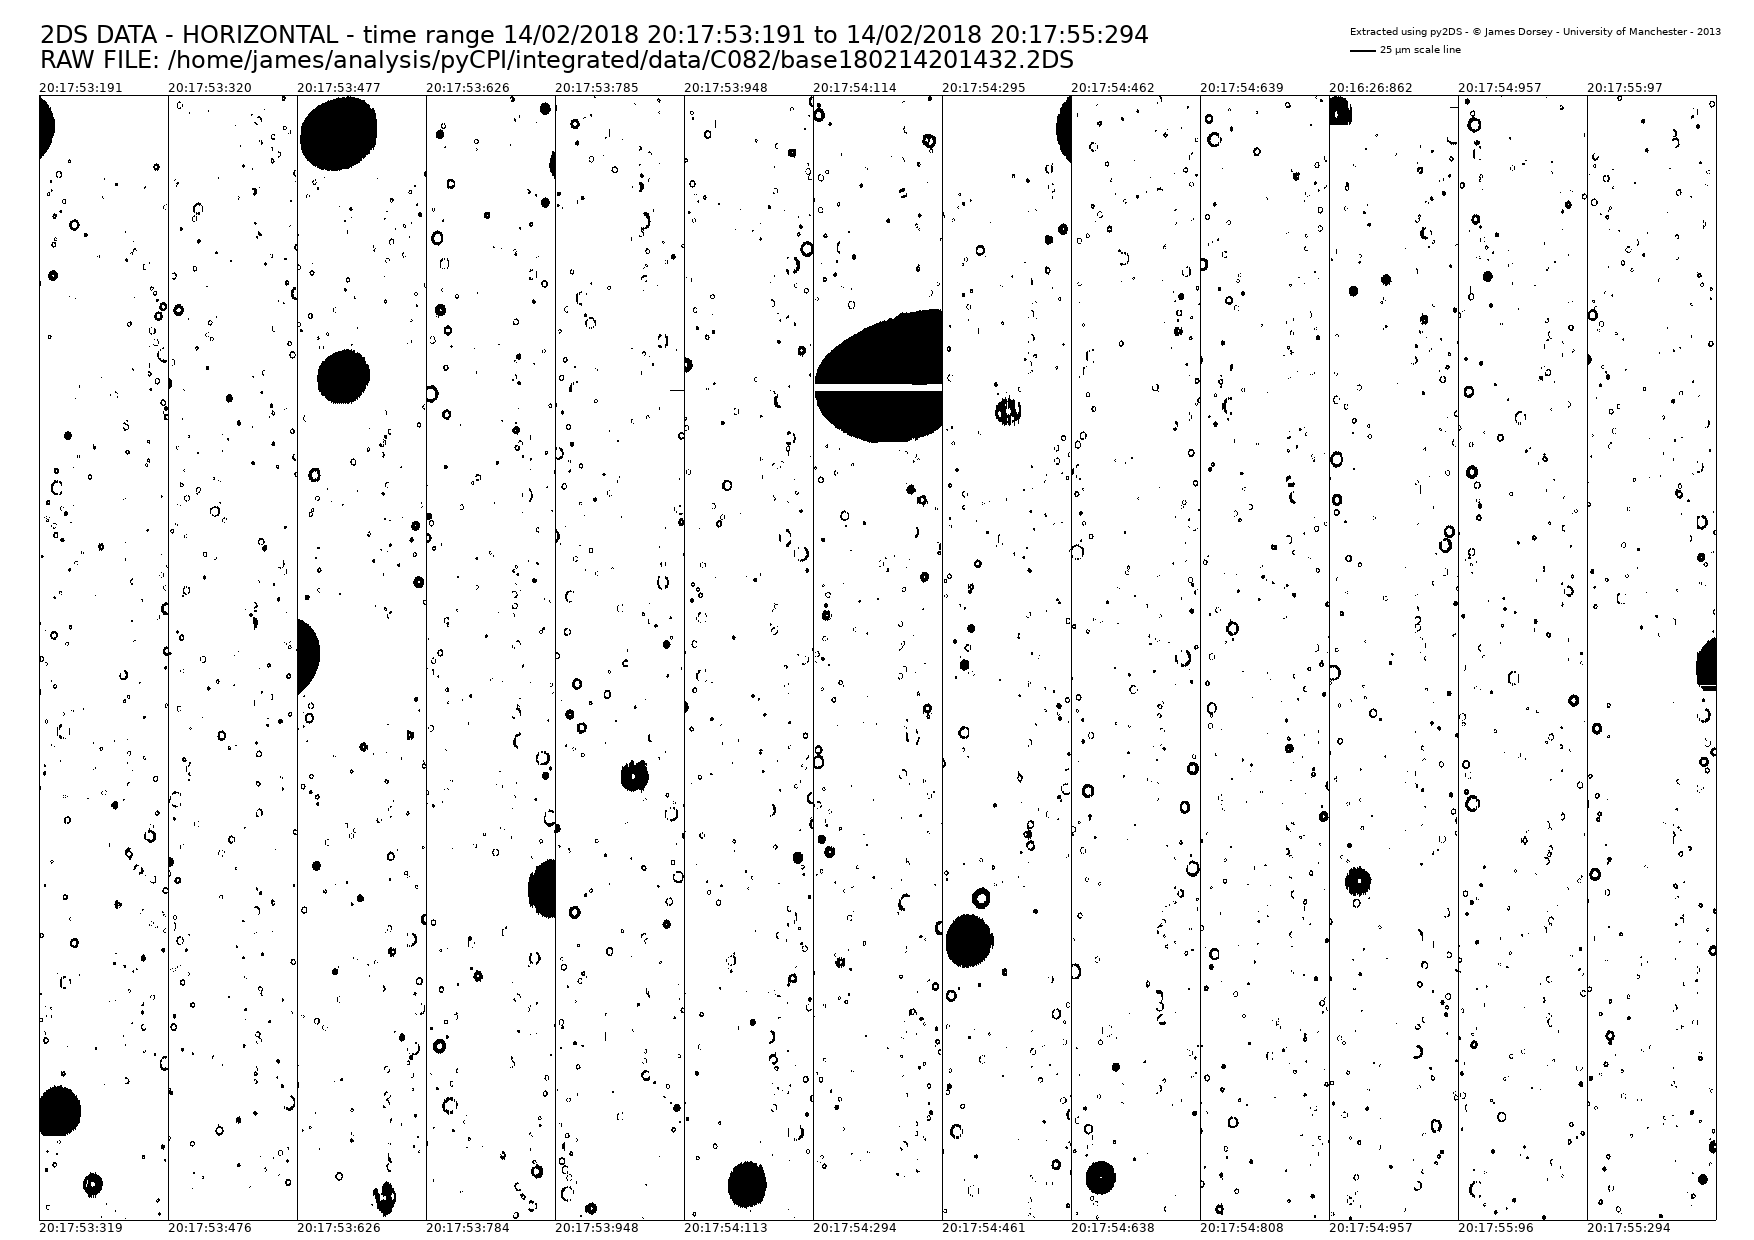 2DS DATA - HORIZONTAL - time range 14/02/2018 20:17:53:191 to 14/02/2018 20:17:55:294
RAW FILE: /home/james/analysis/pyCPI/integrated/data/C082/base180214201432.2DS
Extracted using py2DS - © James Dorsey - University of Manchester - 2013
25 µm scale line
20:17:53:191 20:17:53:320 20:17:53:477 20:17:53:626 20:17:53:785 20:17:53:948 20:17:54:114 20:17:54:295 20:17:54:462 20:17:54:639 20:16:26:862 20:17:54:957 20:17:55:97
20:17:53:319 20:17:53:476 20:17:53:626 20:17:53:784 20:17:53:948 20:17:54:113 20:17:54:294 20:17:54:461 20:17:54:638 20:17:54:808 20:17:54:957 20:17:55:96 20:17:55:294